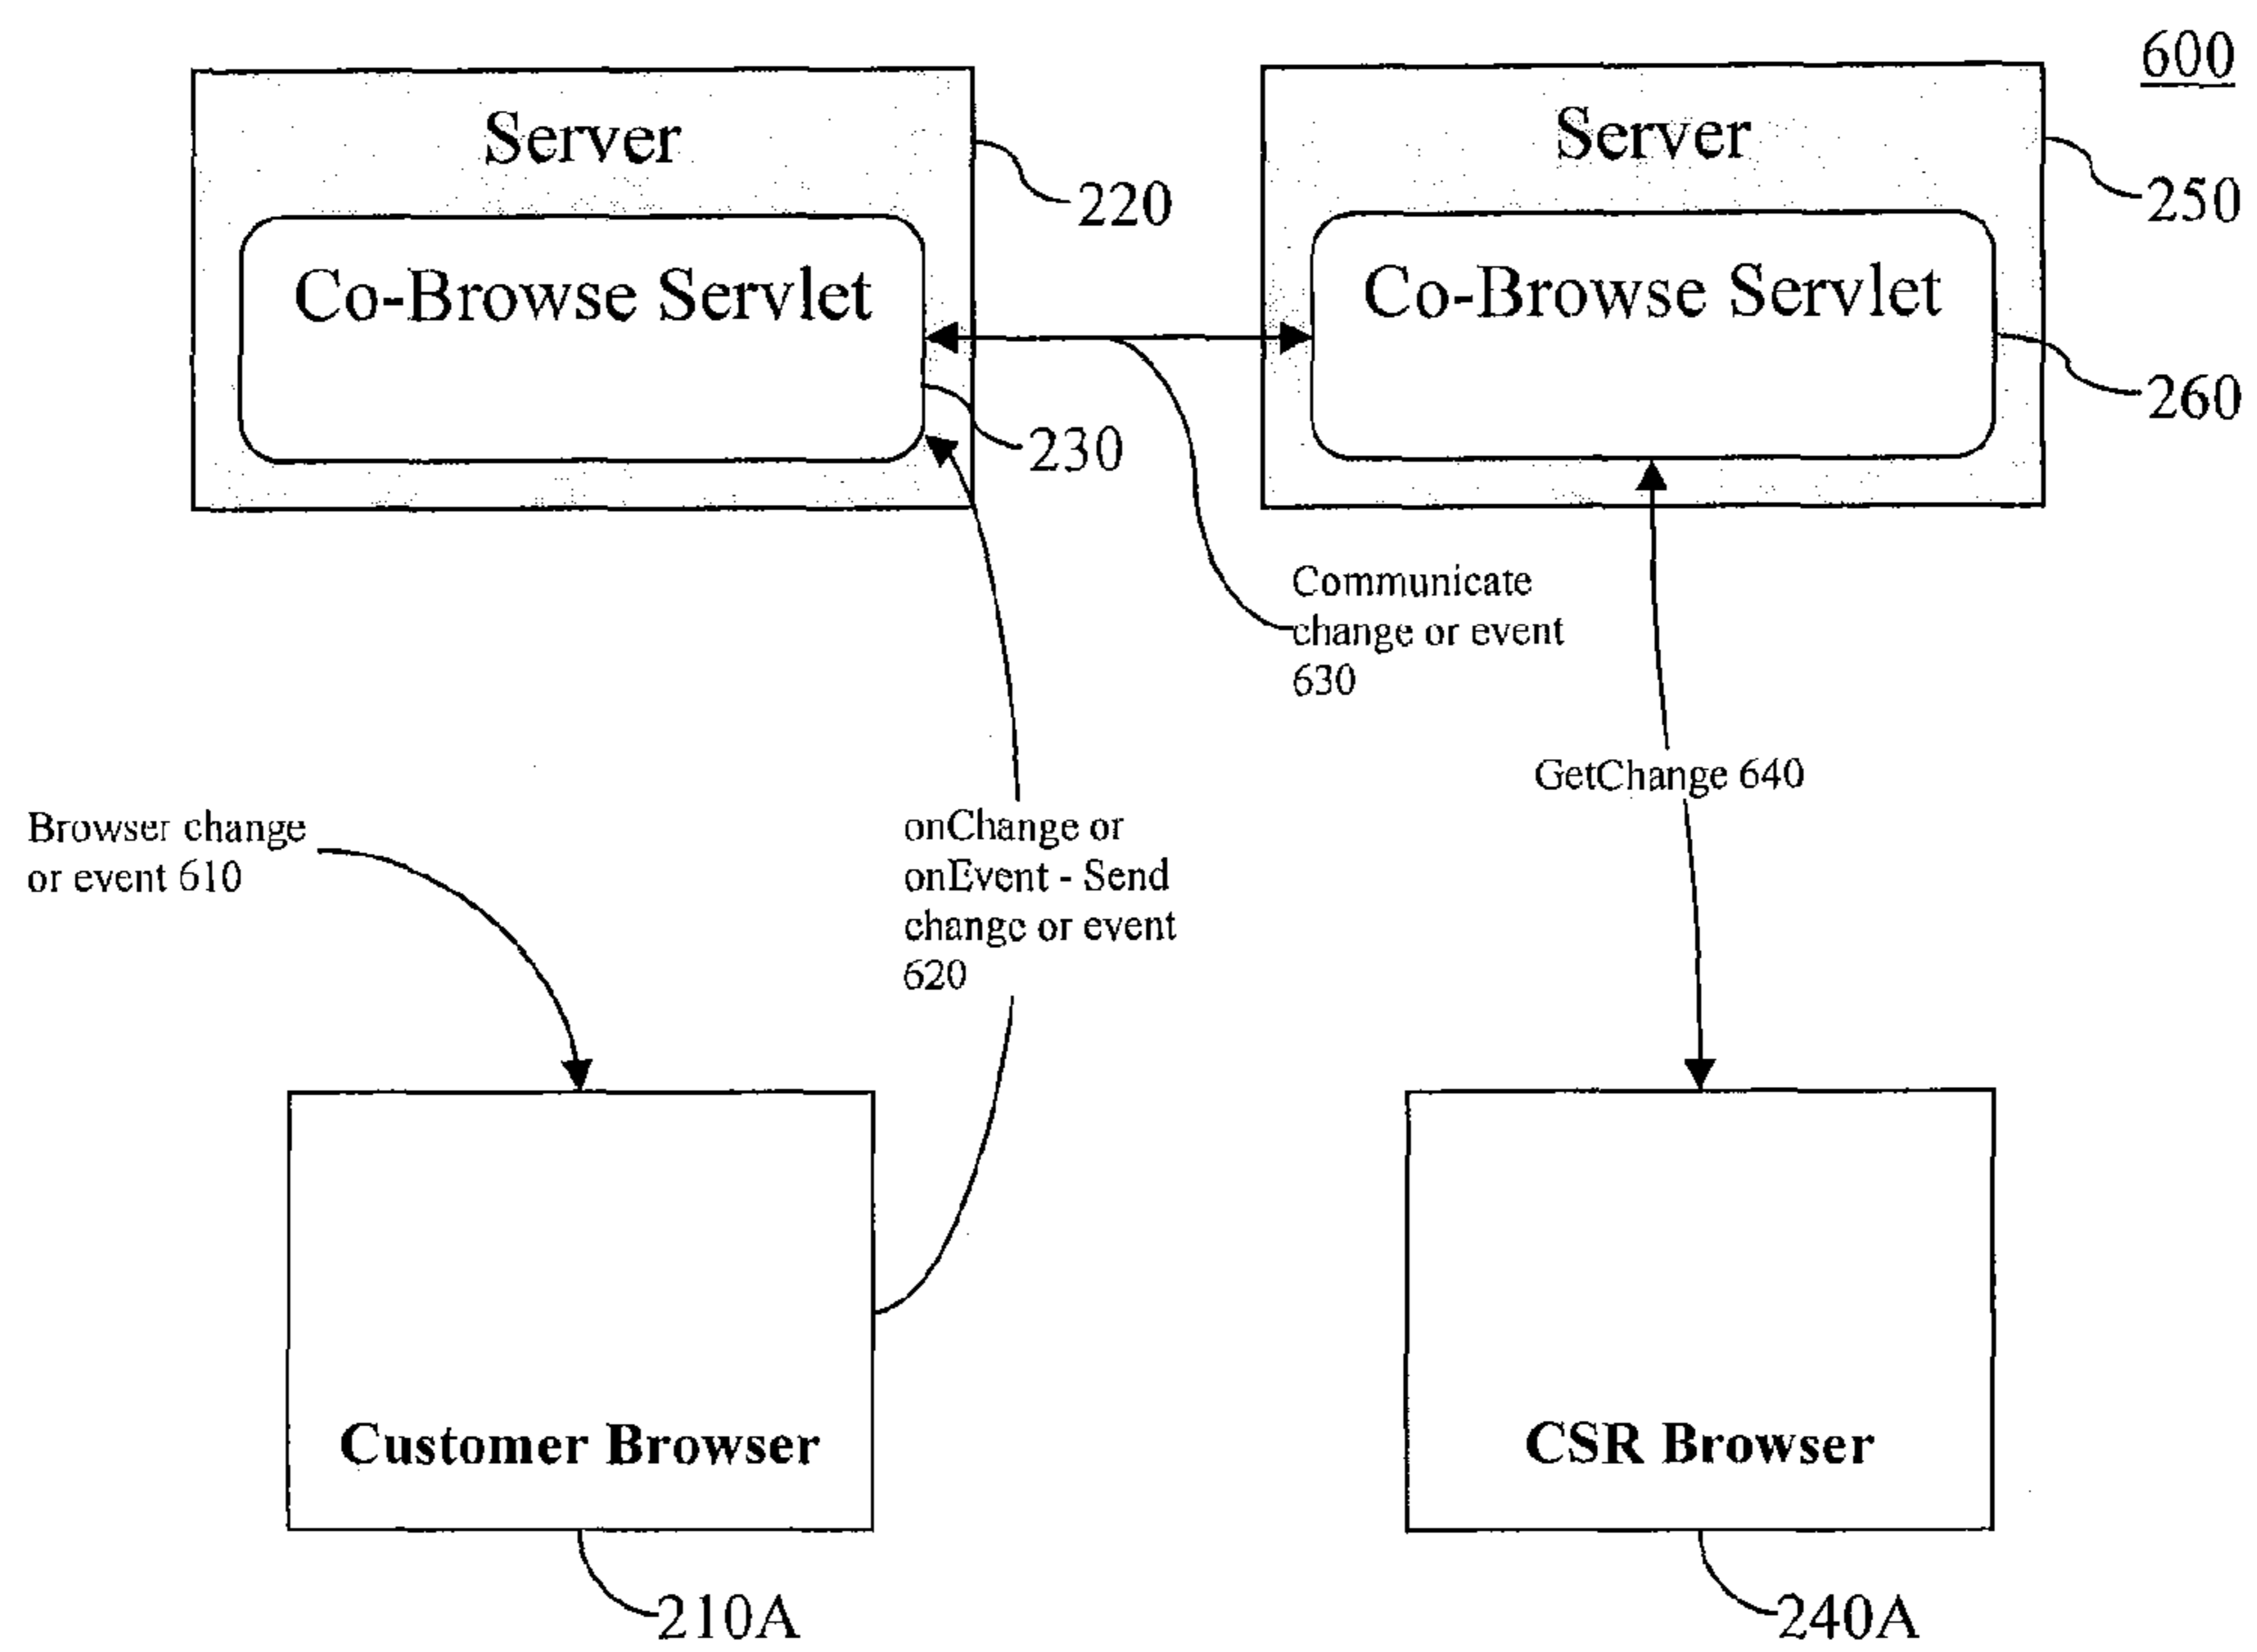 600
Server
Server
220
250
Co-Browse Servlet
Co-Browse Servlet
230
260
Communicate
change or event
630
GetChange 640
Browser change
or event 610
onChange or
onEvent - Send
change or event
620
Customer Browser
CSR Browser
210A
240A